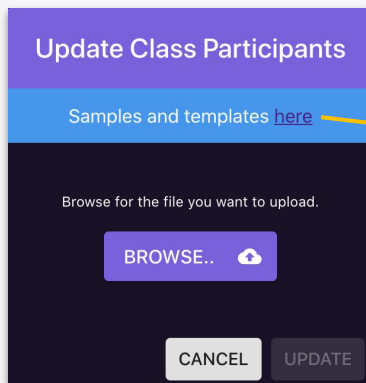 Update Class Participants
Samples and templates here
Browse for the file you want to upload.
BROWSE..
CANCEL UPDATE